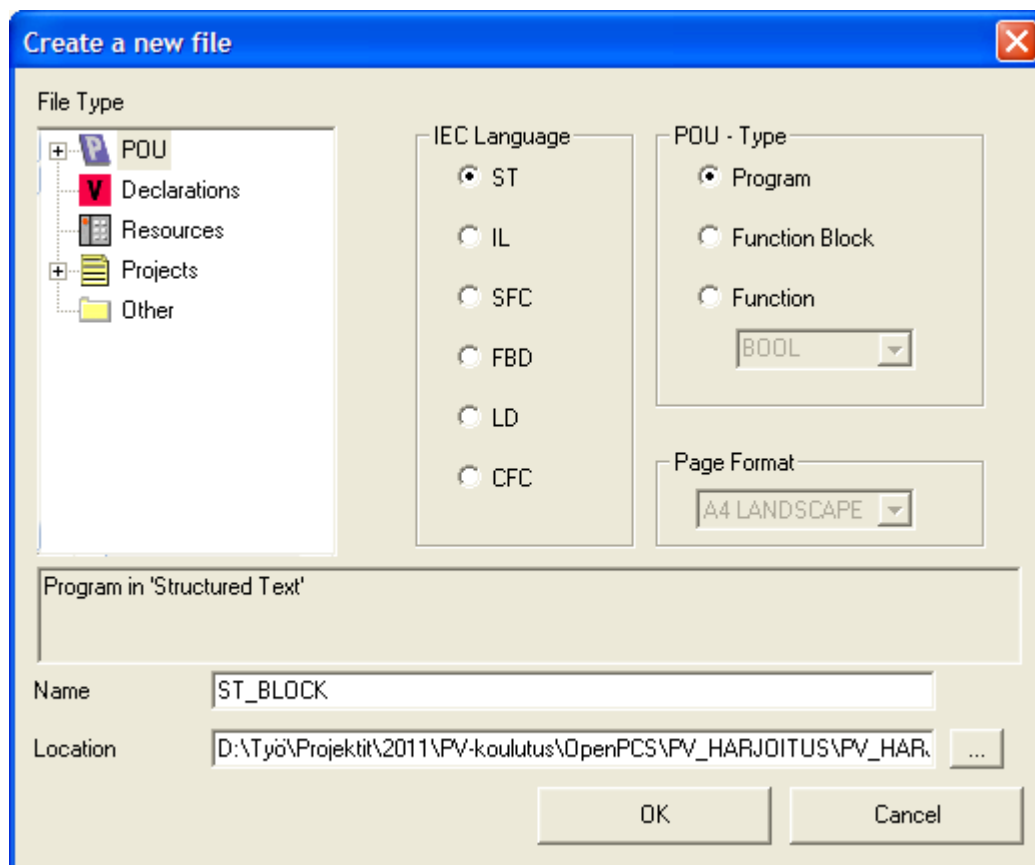 Create a new file
File Type
POU
Declarations
Resources
Projects
Other
IEC Language
ST
IL
SFC
FBD
LD
CFC
POU - Type
Program
Function Block
Function
BOOL
Page Format
A4 LANDSCAPE
Program in 'Structured Text'
Name
ST_BLOCK
Location
D:\Työ\Projektit\2011\PV-koulutus\OpenPCS\PV_HARJOITUS\PV_HARJ
...
OK
Cancel